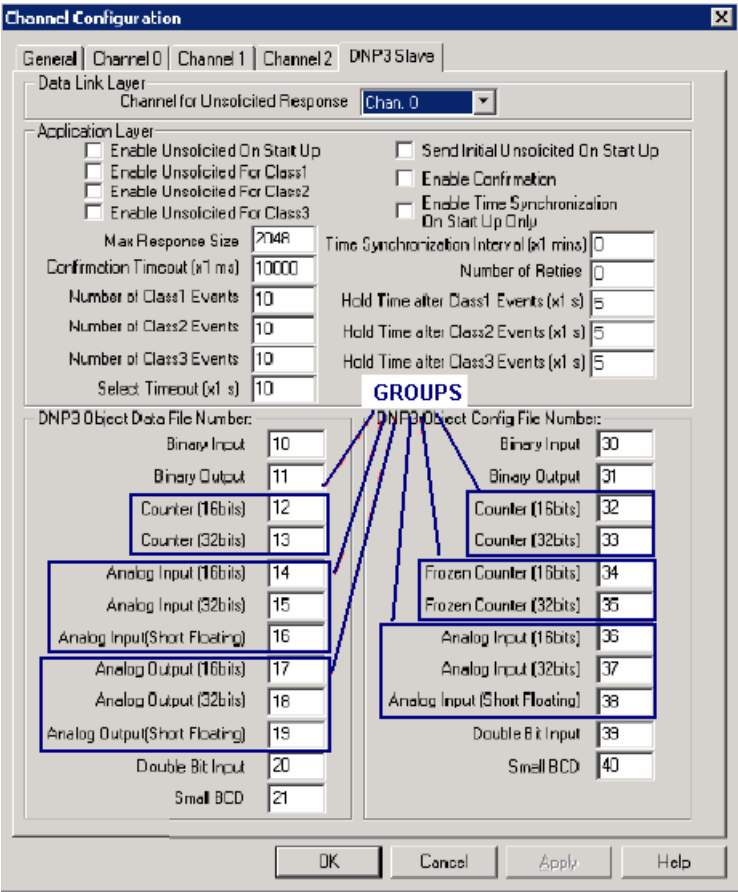 Channel Configuration
General Channel 0 Channel 1 Channel 2 DNP3 Slave
Data Link Layer
Channel for Unsolicited Response Chan. 0
Application Layer
Enable Unsolicited On Start Up
Enable Unsolicited For Class1
Enable Unsolicited For Class2
Enable Unsolicited For Class3
Send Initial Unsolicited On Start Up
Enable Confirmation
Enable Time Synchronization
On Start Up Only
Max Response Size 2048
Confirmation Timeout (x1 ms) 10000
Number of Class1 Events 10
Number of Class2 Events 10
Number of Class3 Events 10
Select Timeout (x1 s) 10
Time Synchronization Interval (x1 mins) 0
Number of Retries 0
Hold Time after Class1 Events (x1 s) 5
Hold Time after Class2 Events (x1 s) 5
Hold Time after Class3 Events (x1 s) 5
GROUPS
DNP3 Object Data File Number:
Binary Input 10
Binary Output 11
Counter (16bits) 12
Counter (32bits) 13
Analog Input (16bits) 14
Analog Input (32bits) 15
Analog Input(Short Floating) 16
Analog Output (16bits) 17
Analog Output (32bits) 18
Analog Output(Short Floating) 19
Double Bit Input 20
Small BCD 21
DNP3 Object Config File Number:
Binary Input 30
Binary Output 31
Counter (16bits) 32
Counter (32bits) 33
Frozen Counter (16bits) 34
Frozen Counter (32bits) 35
Analog Input (16bits) 36
Analog Input (32bits) 37
Analog Input (Short Floating) 38
Double Bit Input 39
Small BCD 40
OK Cancel Apply Help